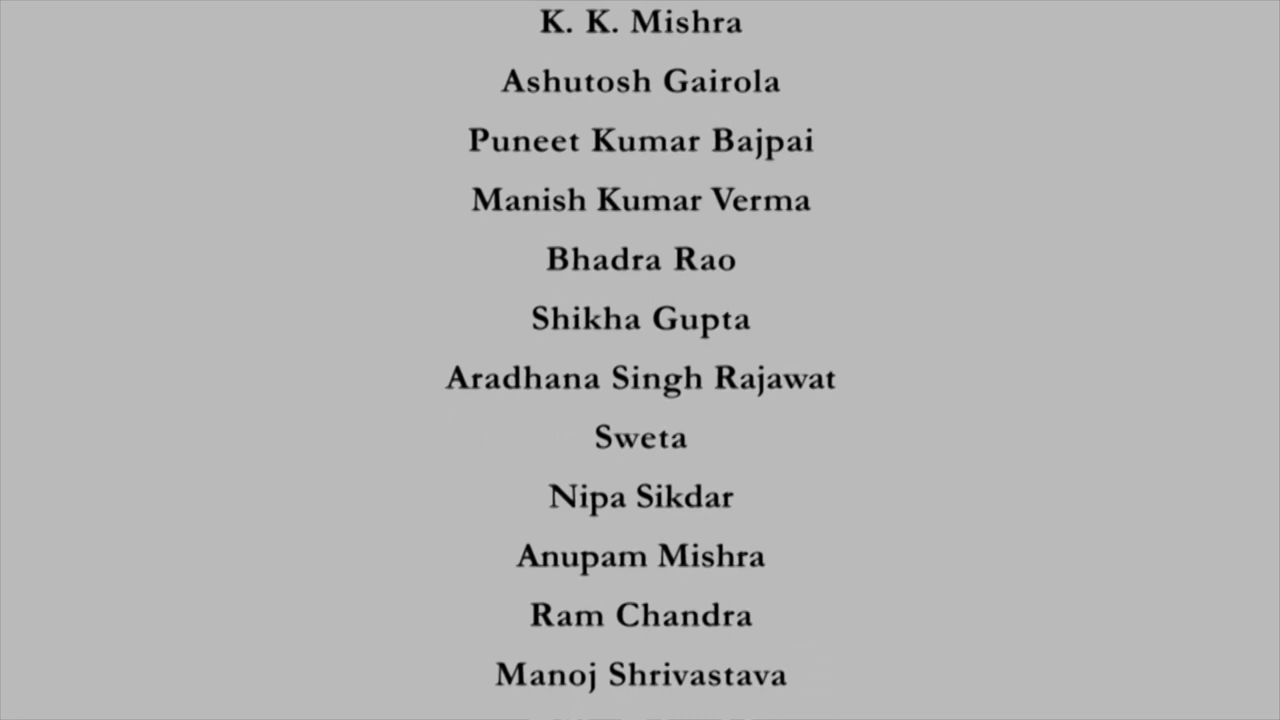 K. K. Mishra
Ashutosh Gairola
Puneet Kumar Bajpai
Manish Kumar Verma
Bhadra Rao
Shikha Gupta
Aradhana Singh Rajawat
Sweta
Nipa Sikdar
Anupam Mishra
Ram Chandra
Manoj Shrivastava